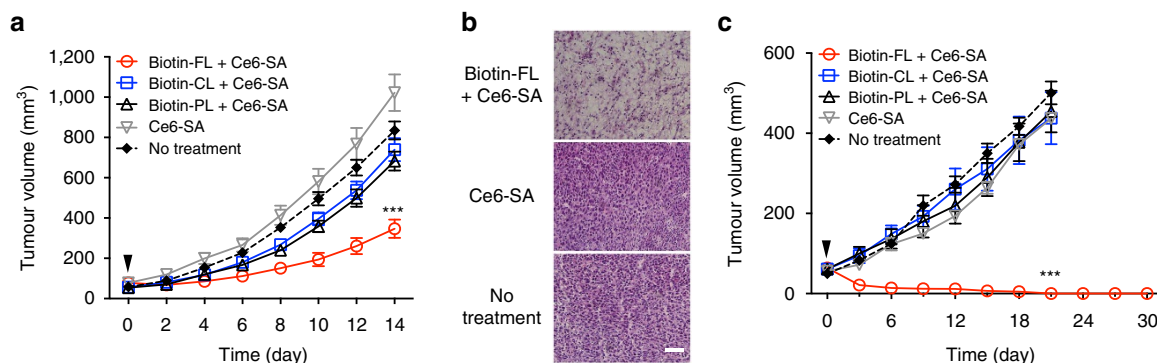 a
Tumour volume (mm³)
1,200
1,000
800
600
400
200
0
Biotin-FL + Ce6-SA
Biotin-CL + Ce6-SA
Biotin-PL + Ce6-SA
Ce6-SA
No treatment
***
0 2 4 6 8 10 12 14
Time (day)
b
Biotin-FL
+ Ce6-SA
Ce6-SA
No
treatment
c
Tumour volume (mm³)
600
400
200
0
Biotin-FL + Ce6-SA
Biotin-CL + Ce6-SA
Biotin-PL + Ce6-SA
Ce6-SA
No treatment
***
0 6 12 18 24 30
Time (day)